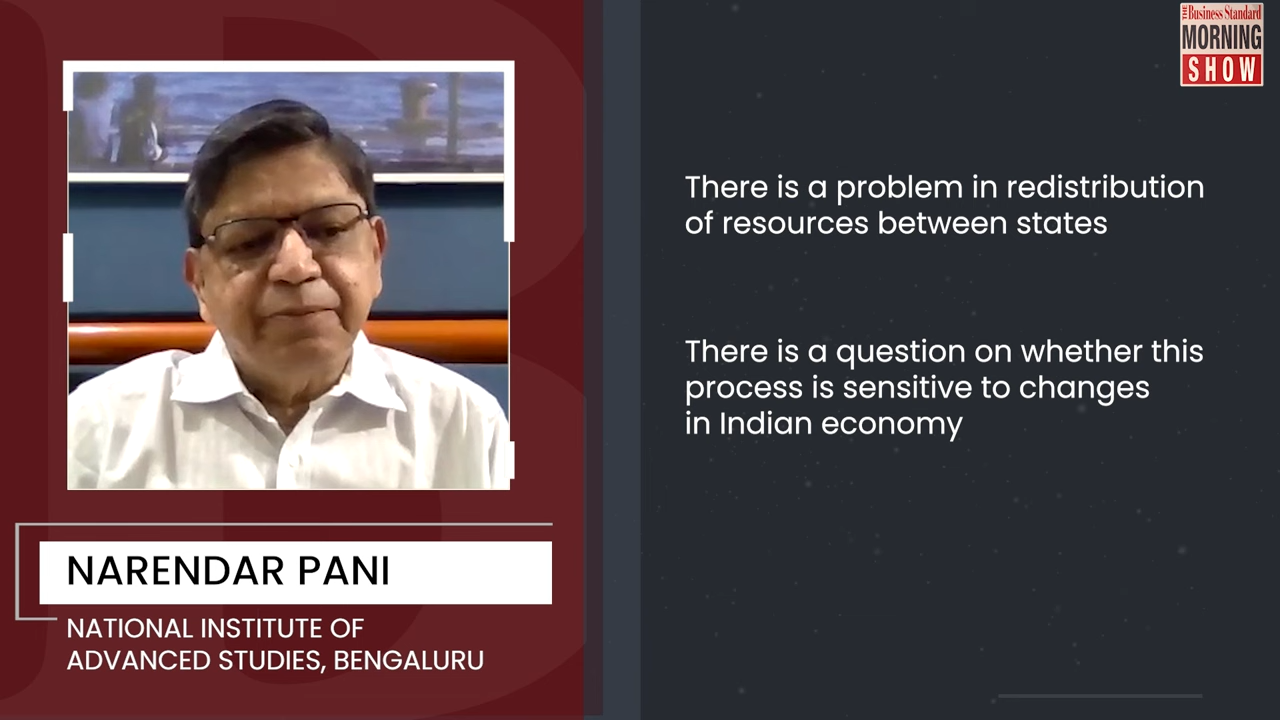 THE Business Standard
MORNING
SHOW
There is a problem in redistribution
of resources between states
There is a question on whether this
process is sensitive to changes
in Indian economy
NARENDAR PANI
NATIONAL INSTITUTE OF
ADVANCED STUDIES, BENGALURU